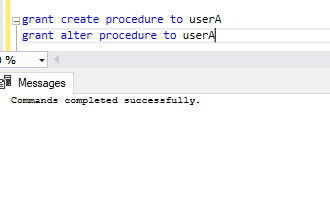 grant create procedure to userA
grant alter procedure to userA
%
Messages
Commands completed successfully.